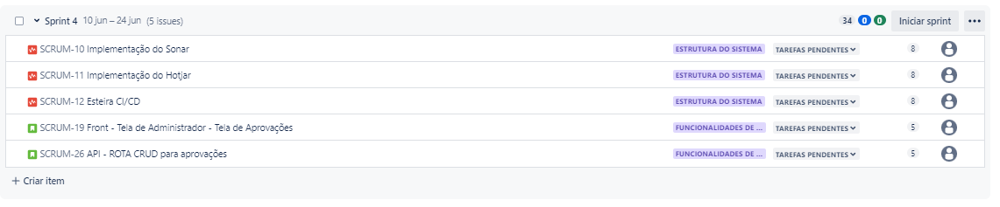 Sprint 4 10 jun – 24 jun (5 issues) 34 0 0 Iniciar sprint
SCRUM-10 Implementação do Sonar ESTRUTURA DO SISTEMA TAREFAS PENDENTES 8
SCRUM-11 Implementação do Hotjar ESTRUTURA DO SISTEMA TAREFAS PENDENTES 8
SCRUM-12 Esteira CI/CD ESTRUTURA DO SISTEMA TAREFAS PENDENTES 8
SCRUM-19 Front - Tela de Administrador - Tela de Aprovações FUNCIONALIDADES DE ... TAREFAS PENDENTES 5
SCRUM-26 API - ROTA CRUD para aprovações FUNCIONALIDADES DE ... TAREFAS PENDENTES 5
+ Criar item